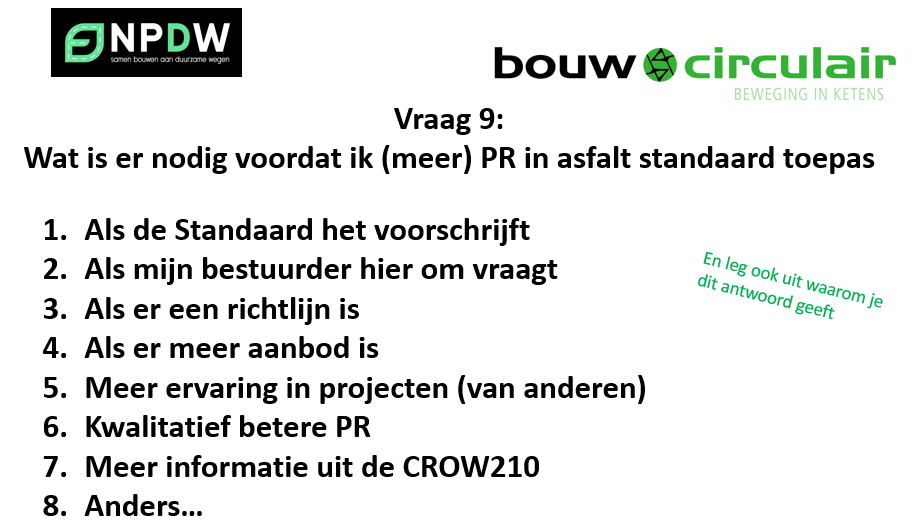 NPDW
samen bouwen aan duurzame wegen
bouw circulair
BEWEGING IN KETENS
Vraag 9:
Wat is er nodig voordat ik (meer) PR in asfalt standaard toepas
1. Als de Standaard het voorschrijft
2. Als mijn bestuurder hier om vraagt
3. Als er een richtlijn is
4. Als er meer aanbod is
5. Meer ervaring in projecten (van anderen)
6. Kwalitatief betere PR
7. Meer informatie uit de CROW210
8. Anders…
En leg ook uit waarom je
dit antwoord geeft